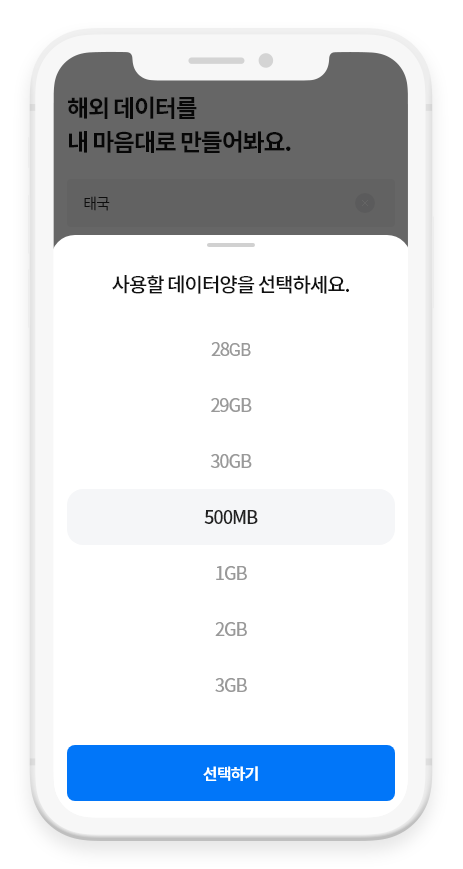 해외 데이터를
내 마음대로 만들어봐요.
태국
사용할 데이터양을 선택하세요.
28GB
29GB
30GB
500MB
1GB
2GB
3GB
선택하기